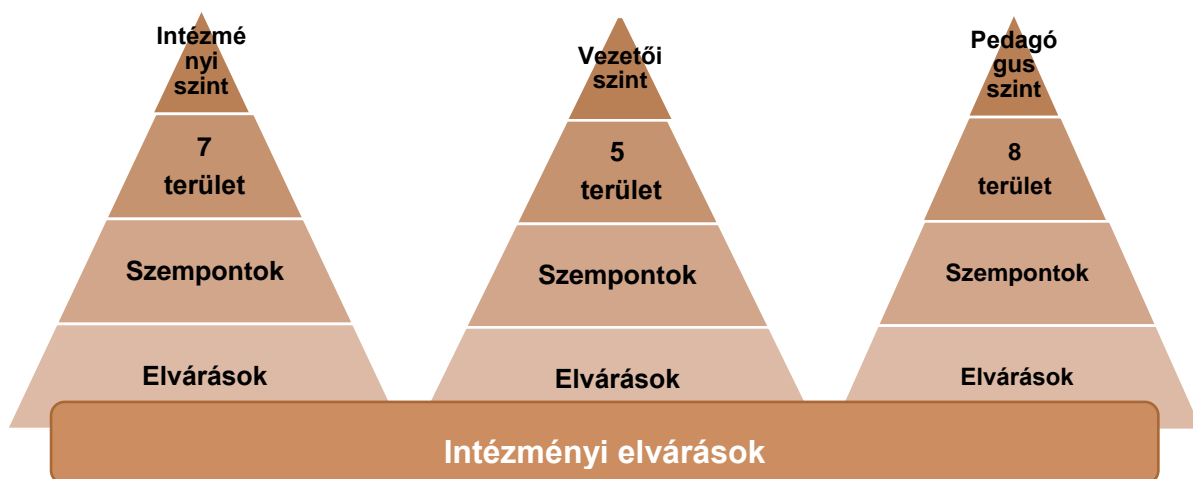 Intézmé
nyi
szint
7
terület
Szempontok
Elvárások
Vezetői
szint
5
terület
Szempontok
Elvárások
Pedagó
gus
szint
8
terület
Szempontok
Elvárások
Intézményi elvárások